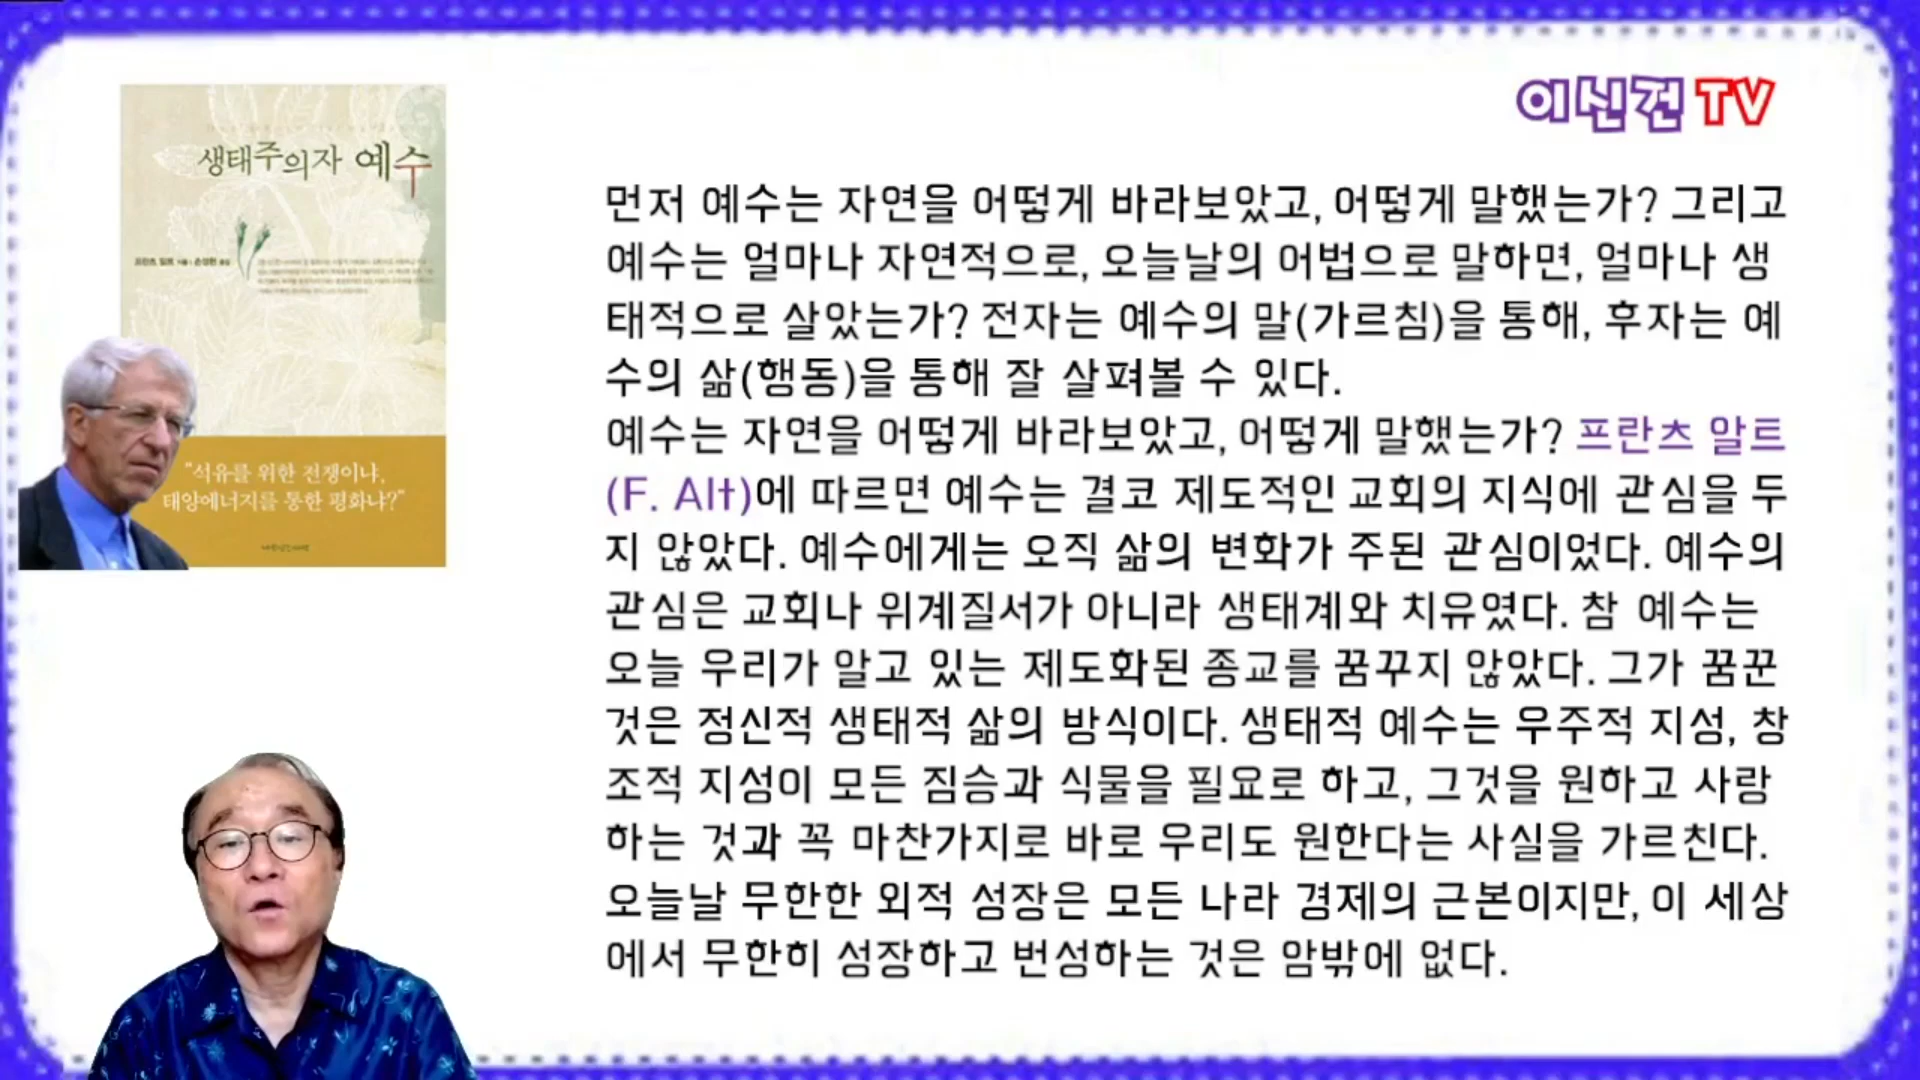 이신건 TV
생태주의자 예수
프란츠 알트 지음 · 손성현 옮김
"석유를 위한 전쟁이냐,
태양에너지를 통한 평화냐?"
먼저 예수는 자연을 어떻게 바라보았고, 어떻게 말했는가? 그리고
예수는 얼마나 자연적으로, 오늘날의 어법으로 말하면, 얼마나 생
태적으로 살았는가? 전자는 예수의 말(가르침)을 통해, 후자는 예
수의 삶(행동)을 통해 잘 살펴볼 수 있다.
예수는 자연을 어떻게 바라보았고, 어떻게 말했는가? 프란츠 알트
(F. Alt)에 따르면 예수는 결코 제도적인 교회의 지식에 관심을 두
지 않았다. 예수에게는 오직 삶의 변화가 주된 관심이었다. 예수의
관심은 교회나 위계질서가 아니라 생태계와 치유였다. 참 예수는
오늘 우리가 알고 있는 제도화된 종교를 꿈꾸지 않았다. 그가 꿈꾼
것은 정신적 생태적 삶의 방식이다. 생태적 예수는 우주적 지성, 창
조적 지성이 모든 짐승과 식물을 필요로 하고, 그것을 원하고 사랑
하는 것과 꼭 마찬가지로 바로 우리도 원한다는 사실을 가르친다.
오늘날 무한한 외적 성장은 모든 나라 경제의 근본이지만, 이 세상
에서 무한히 성장하고 번성하는 것은 암밖에 없다.